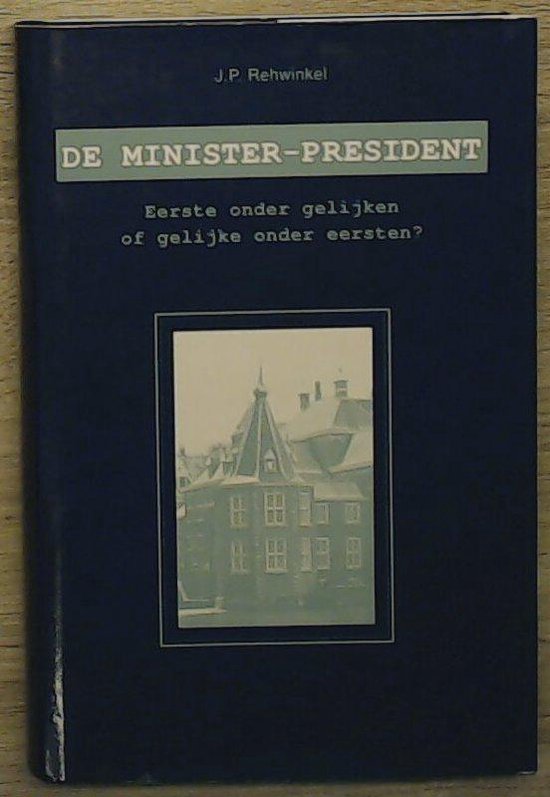 J.P. Rehwinkel
DE MINISTER-PRESIDENT
Eerste onder gelijken
of gelijke onder eersten?